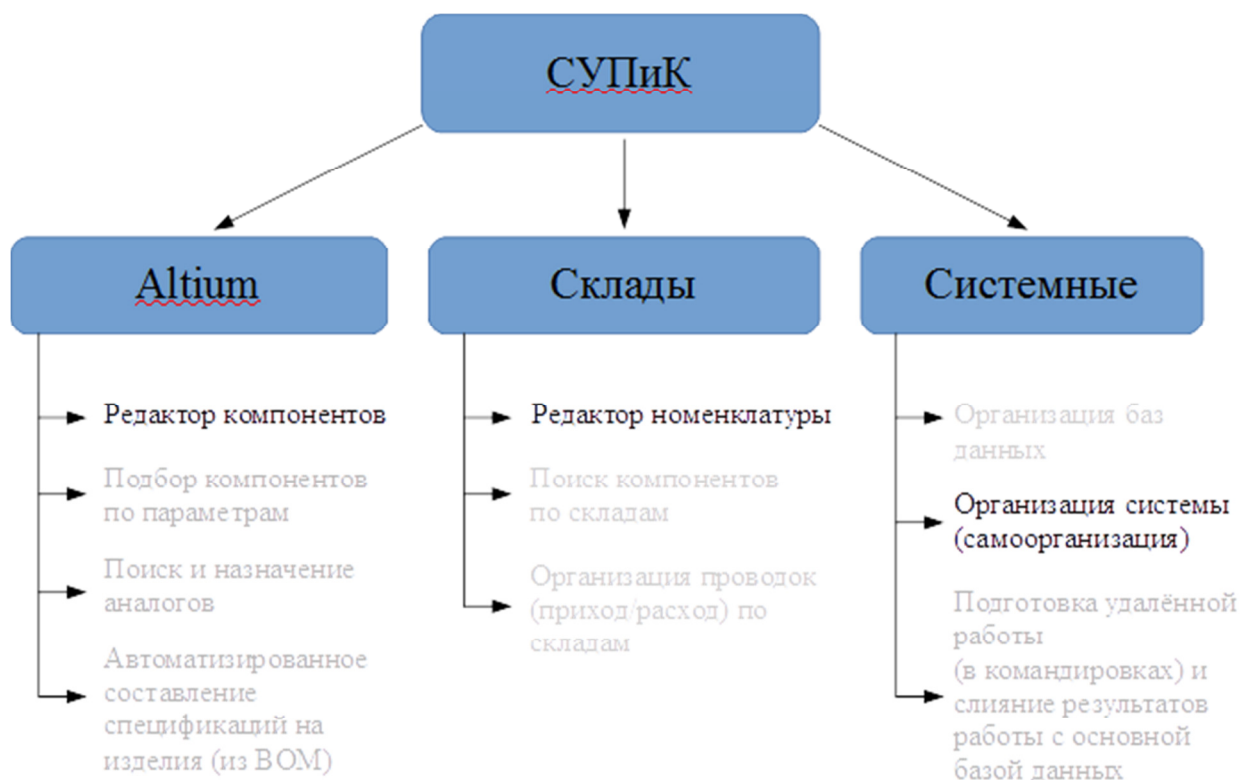 СУПиК
Altium
Склады
Системные
Редактор компонентов
Подбор компонентов
по параметрам
Поиск и назначение
аналогов
Автоматизированное
составление
спецификаций на
изделия (из BOM)
Редактор номенклатуры
Поиск компонентов
по складам
Организация проводок
(приход/расход) по
складам
Организация баз
данных
Организация системы
(самоорганизация)
Подготовка удалённой
работы
(в командировках) и
слияние результатов
работы с основной
базой данных